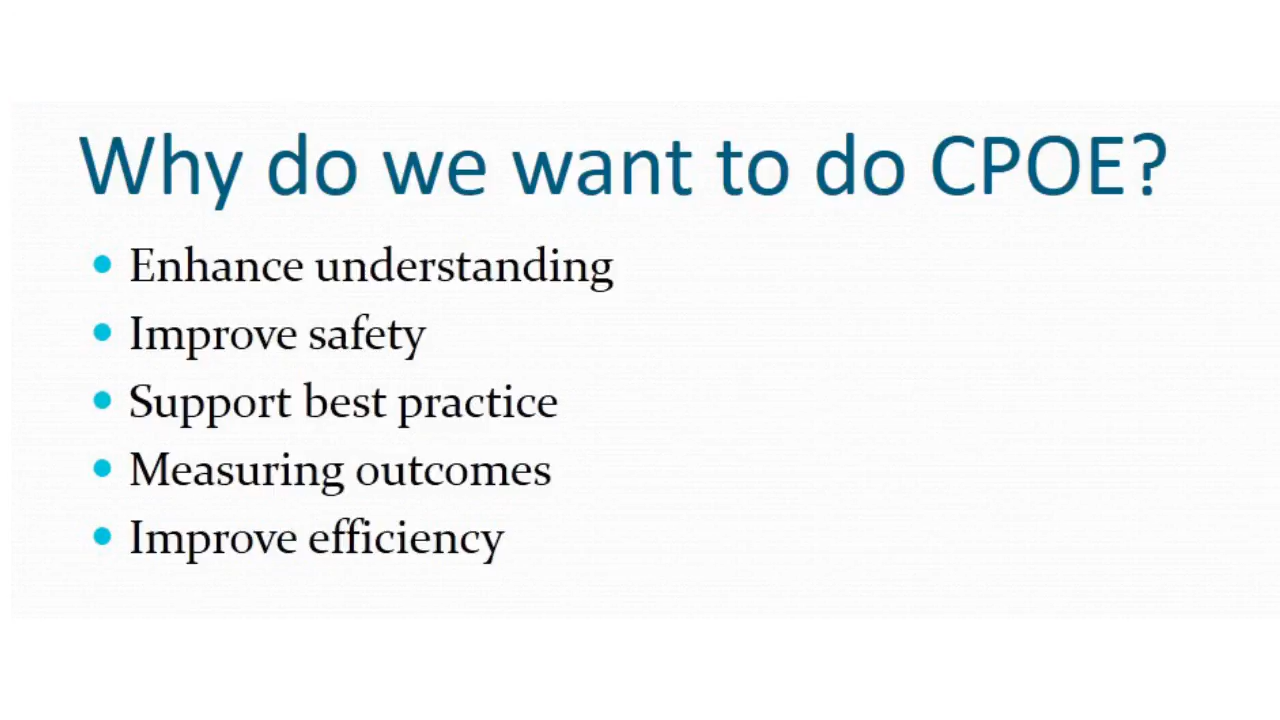 Why do we want to do CPOE?
Enhance understanding
Improve safety
Support best practice
Measuring outcomes
Improve efficiency